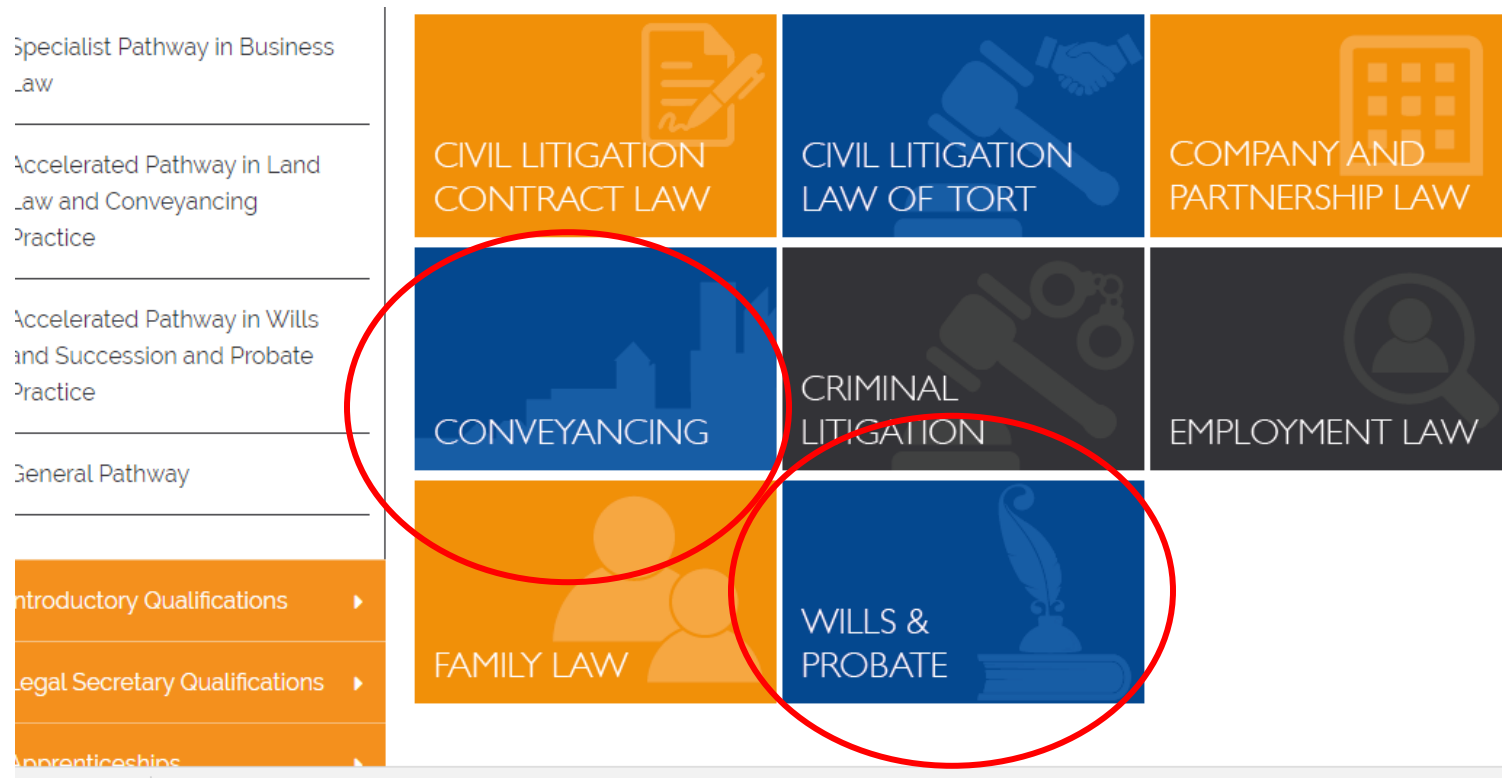 Specialist Pathway in Business
Law
Accelerated Pathway in Land
Law and Conveyancing
Practice
Accelerated Pathway in Wills
and Succession and Probate
Practice
General Pathway
Introductory Qualifications
Legal Secretary Qualifications
Apprenticeships
CIVIL LITIGATION
CONTRACT LAW
CIVIL LITIGATION
LAW OF TORT
COMPANY AND
PARTNERSHIP LAW
CONVEYANCING
CRIMINAL
LITIGATION
EMPLOYMENT LAW
FAMILY LAW
WILLS &
PROBATE